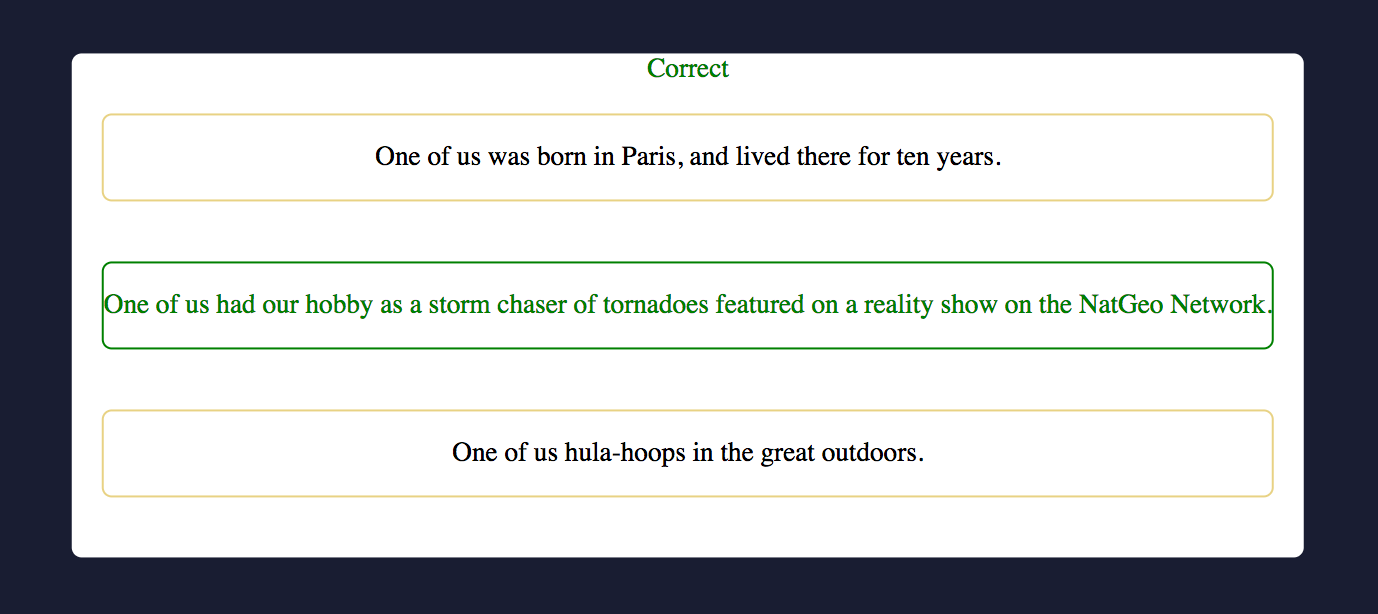 Correct
One of us was born in Paris, and lived there for ten years.
One of us had our hobby as a storm chaser of tornadoes featured on a reality show on the NatGeo Network.
One of us hula-hoops in the great outdoors.